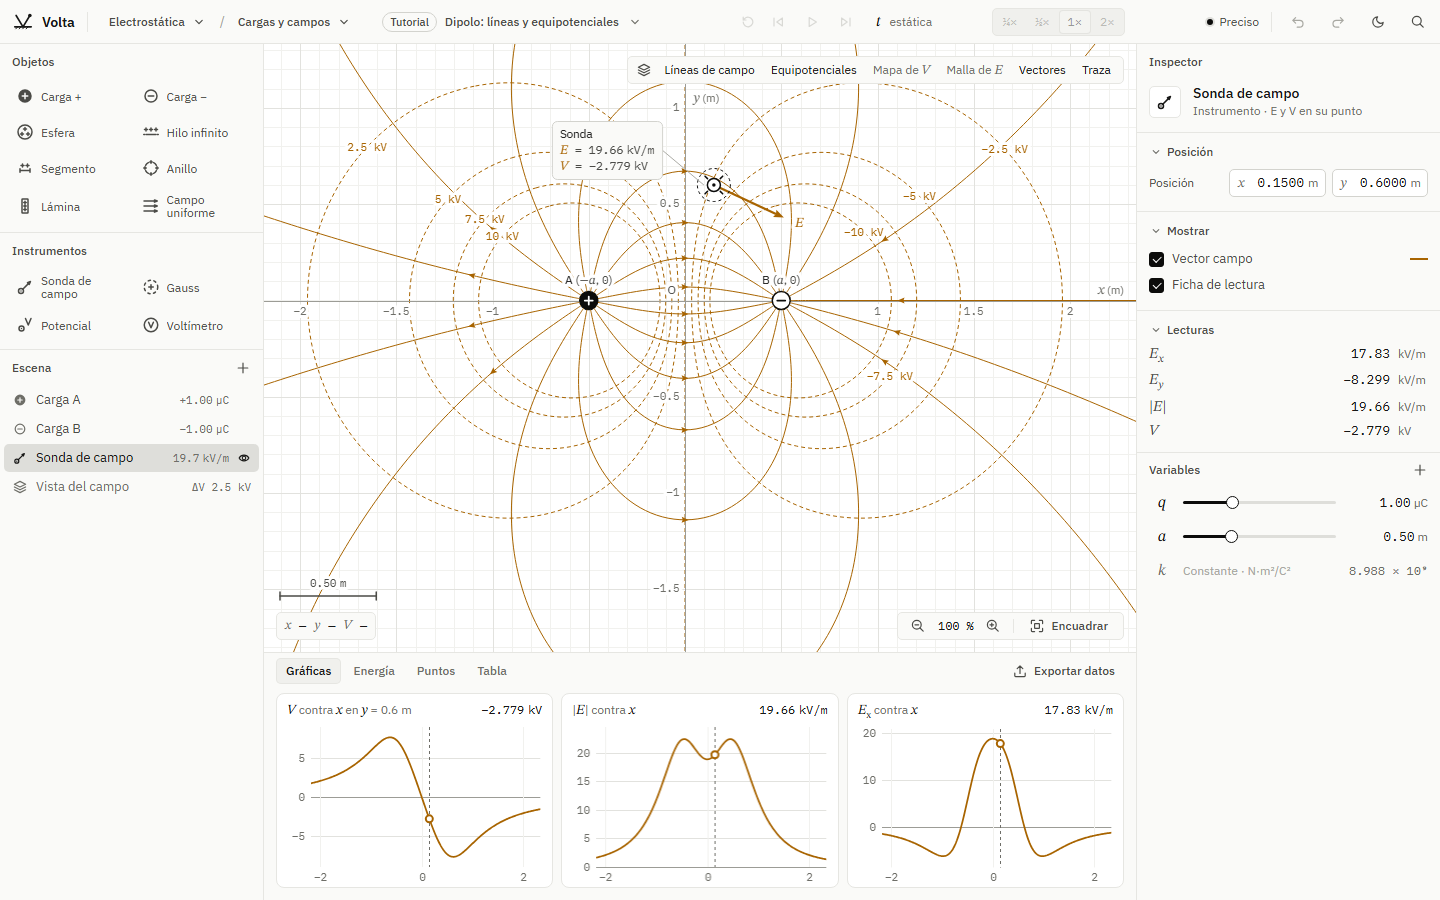 Volta
Electrostática
/
Cargas y campos
Tutorial
Dipolo: líneas y equipotenciales
t estática
¼× ½× 1× 2×
Preciso
Objetos
Carga +
Carga −
Esfera
Hilo infinito
Segmento
Anillo
Lámina
Campo
uniforme
Instrumentos
Sonda de
campo
Gauss
Potencial
Voltímetro
Escena
Carga A
+1.00 µC
Carga B
−1.00 µC
Sonda de campo
19.7 kV/m
Vista del campo
ΔV 2.5 kV
Líneas de campo
Equipotenciales
Mapa de V
Malla de E
Vectores
Traza
y (m)
1
0.5
−0.5
−1
−1.5
x (m)
−2
−1.5
−1
1
1.5
2
O
2.5 kV
5 kV
7.5 kV
10 kV
−2.5 kV
−5 kV
−10 kV
−7.5 kV
Sonda
E = 19.66 kV/m
V = −2.779 kV
E
A (−a, 0)
B (a, 0)
0.50 m
x − y − V −
100 %
Encuadrar
Gráficas
Energía
Puntos
Tabla
Exportar datos
V contra x en y = 0.6 m
−2.779 kV
5
0
−5
−2
0
2
|E| contra x
19.66 kV/m
20
15
10
5
0
−2
0
2
Ex contra x
17.83 kV/m
20
10
0
−2
0
2
Inspector
Sonda de campo
Instrumento · E y V en su punto
Posición
Posición
x 0.1500 m
y 0.6000 m
Mostrar
Vector campo
Ficha de lectura
Lecturas
Ex 17.83 kV/m
Ey −8.299 kV/m
|E| 19.66 kV/m
V −2.779 kV
Variables
q 1.00 µC
a 0.50 m
k Constante · N·m²/C² 8.988 × 10⁹